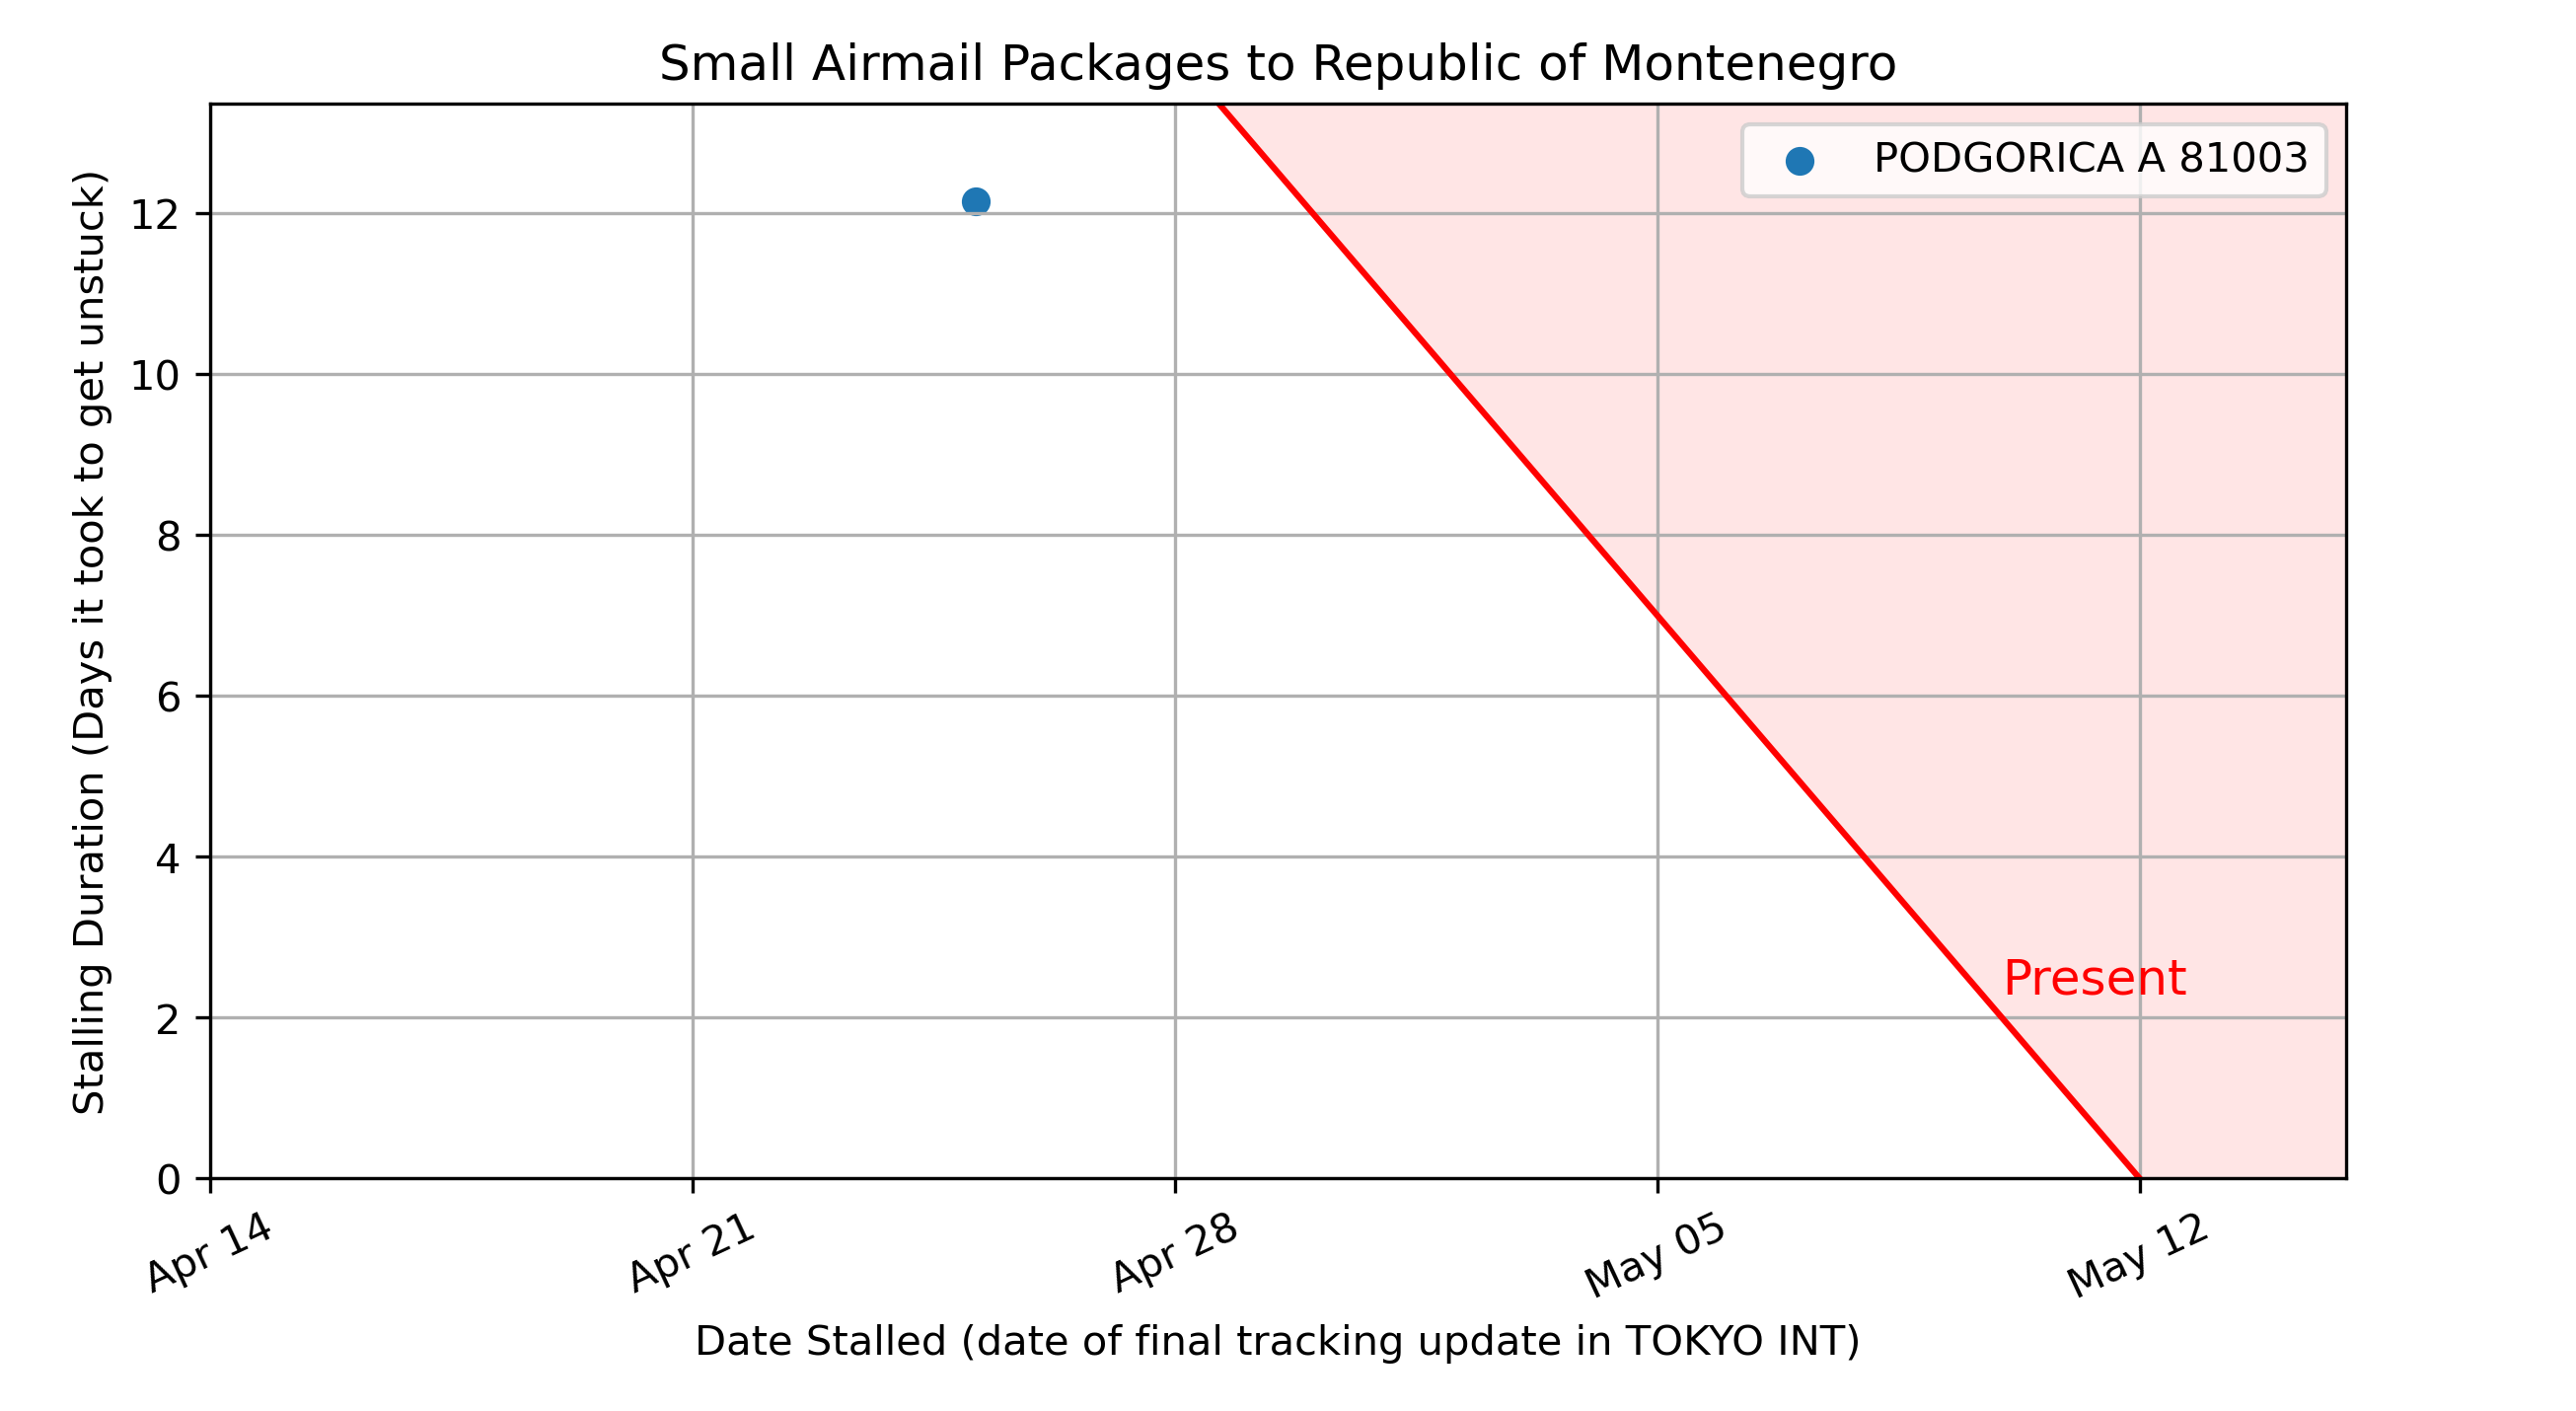 Small Airmail Packages to Republic of Montenegro
PODGORICA A 81003
Stalling Duration (Days it took to get unstuck)
12
10
8
6
4
2
0
Present
Apr 14
Apr 21
Apr 28
May 05
May 12
Date Stalled (date of final tracking update in TOKYO INT)